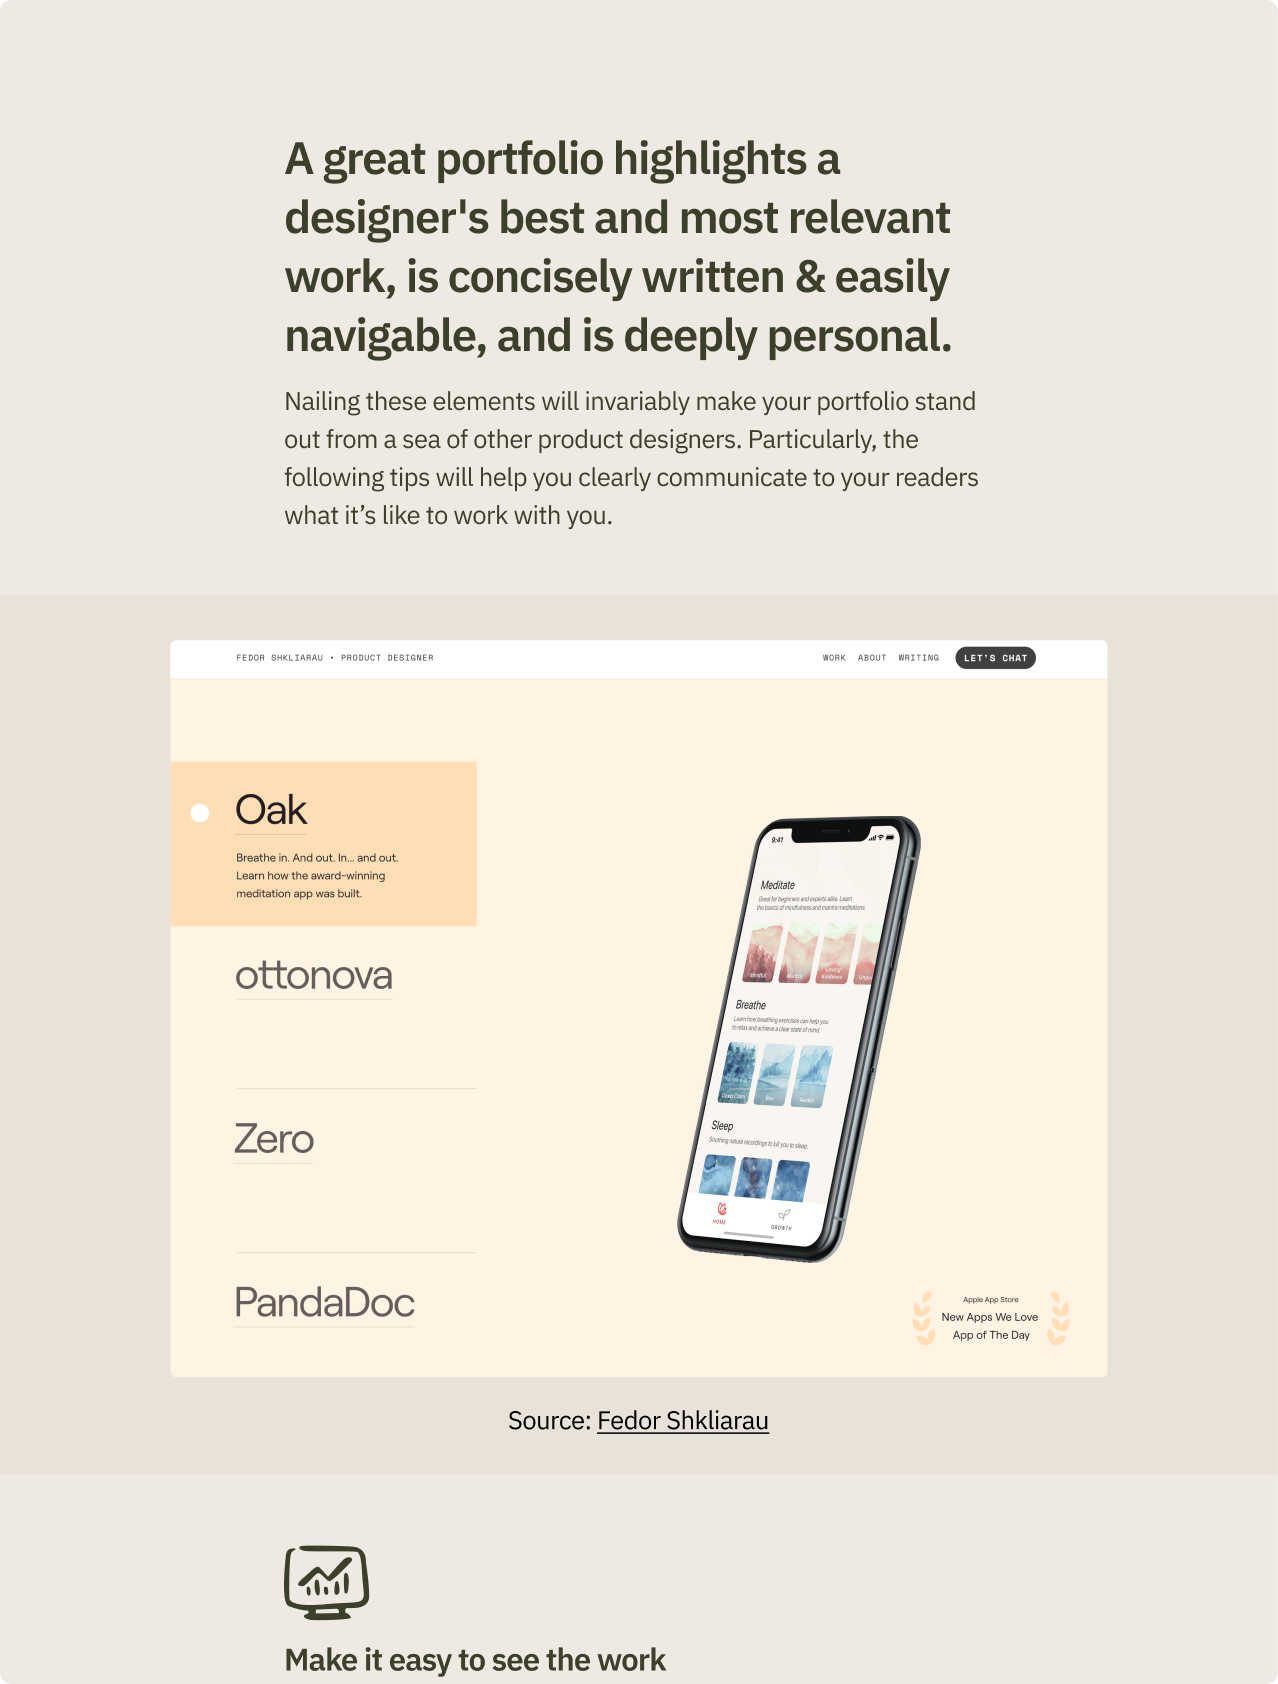 A great portfolio highlights a
designer's best and most relevant
work, is concisely written & easily
navigable, and is deeply personal.
Nailing these elements will invariably make your portfolio stand
out from a sea of other product designers. Particularly, the
following tips will help you clearly communicate to your readers
what it’s like to work with you.
FEDOR SHKLIARAU • PRODUCT DESIGNER
WORK ABOUT WRITING LET'S CHAT
Oak
Breathe in. And out. In... and out.
Learn how the award-winning
meditation app was built.
ottonova
Zero
PandaDoc
9:41
Meditate
Great for beginners and experts alike. Learn
the basics of mindfulness and mantra meditations.
Mindful
Mantra
Loving
Kindness
Breathe
Learn how breathing exercises can help you
to relax and achieve a clear state of mind.
Deep Calm
Box
Awake
Sleep
Soothing nature recordings to lull you to sleep.
HOME
GROWTH
Apple App Store
New Apps We Love
App of The Day
Source: Fedor Shkliarau
Make it easy to see the work